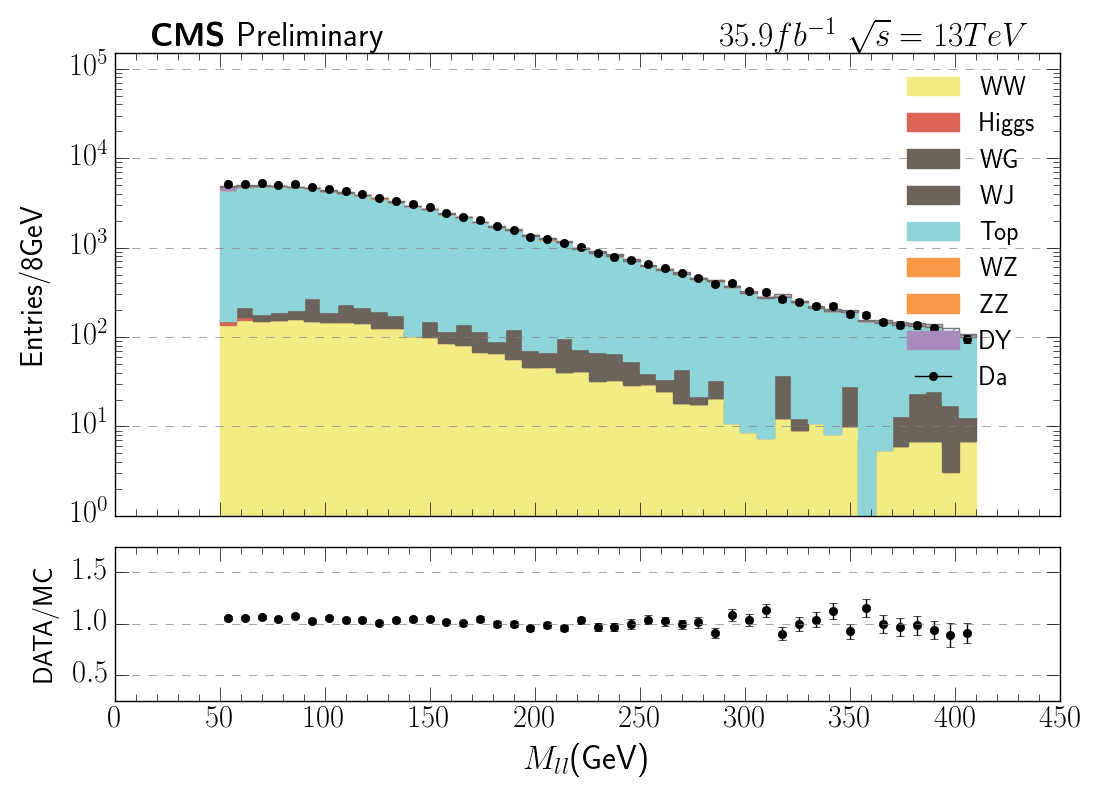 CMS Preliminary 35.9fb⁻¹ √s = 13TeV
Entries/8GeV
10⁵
10⁴
10³
10²
10¹
10⁰
WW
Higgs
WG
WJ
Top
WZ
ZZ
DY
Da
DATA/MC
1.5
1.0
0.5
0 50 100 150 200 250 300 350 400 450
M_ll(GeV)